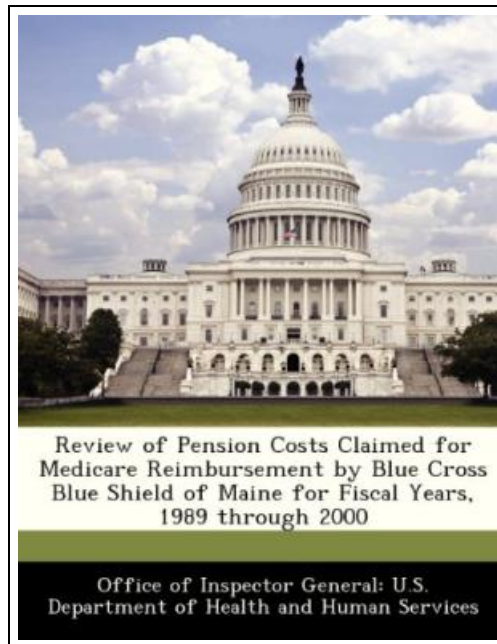 Review of Pension Costs Claimed for
Medicare Reimbursement by Blue Cross
Blue Shield of Maine for Fiscal Years,
1989 through 2000
Office of Inspector General: U.S.
Department of Health and Human Services